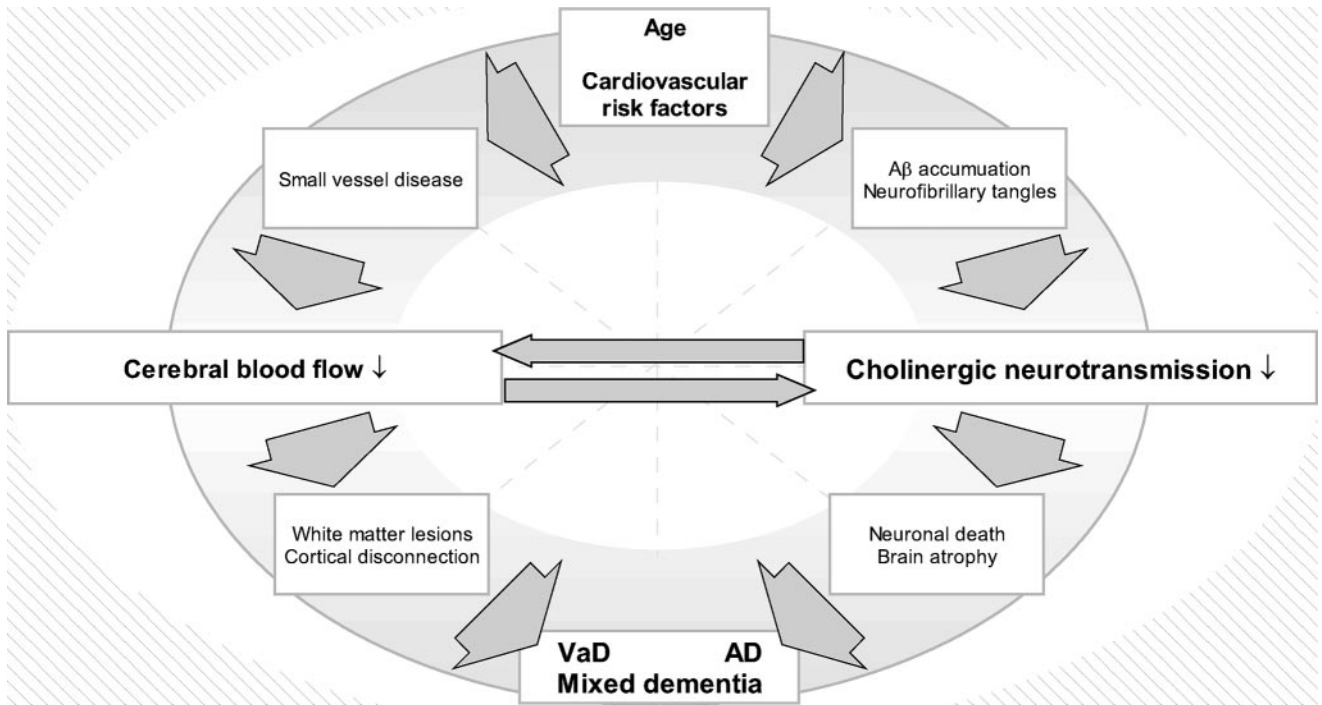 Age
Cardiovascular
risk factors
Small vessel disease
Aβ accumuation
Neurofibrillary tangles
Cerebral blood flow ↓
Cholinergic neurotransmission ↓
White matter lesions
Cortical disconnection
Neuronal death
Brain atrophy
VaD AD
Mixed dementia